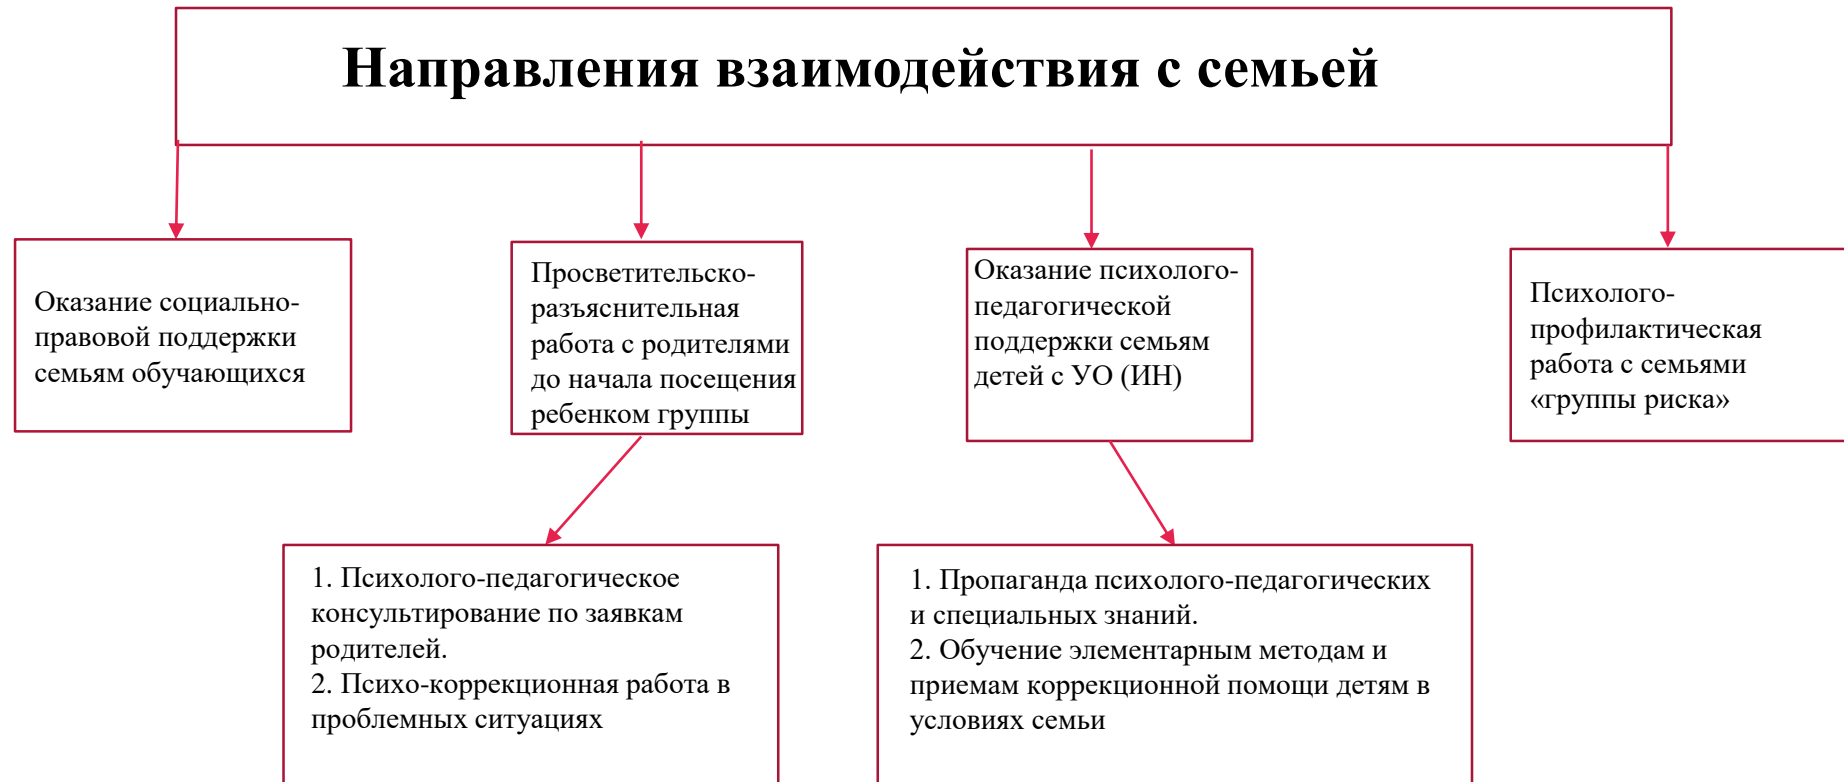 Направления взаимодействия с семьей
Оказание социально-
правовой поддержки
семьям обучающихся
Просветительско-
разъяснительная
работа с родителями
до начала посещения
ребенком группы
Оказание психолого-
педагогической
поддержки семьям
детей с УО (ИН)
Психолого-
профилактическая
работа с семьями
«группы риска»
1. Психолого-педагогическое
консультирование по заявкам
родителей.
2. Психо-коррекционная работа в
проблемных ситуациях
1. Пропаганда психолого-педагогических
и специальных знаний.
2. Обучение элементарным методам и
приемам коррекционной помощи детям в
условиях семьи